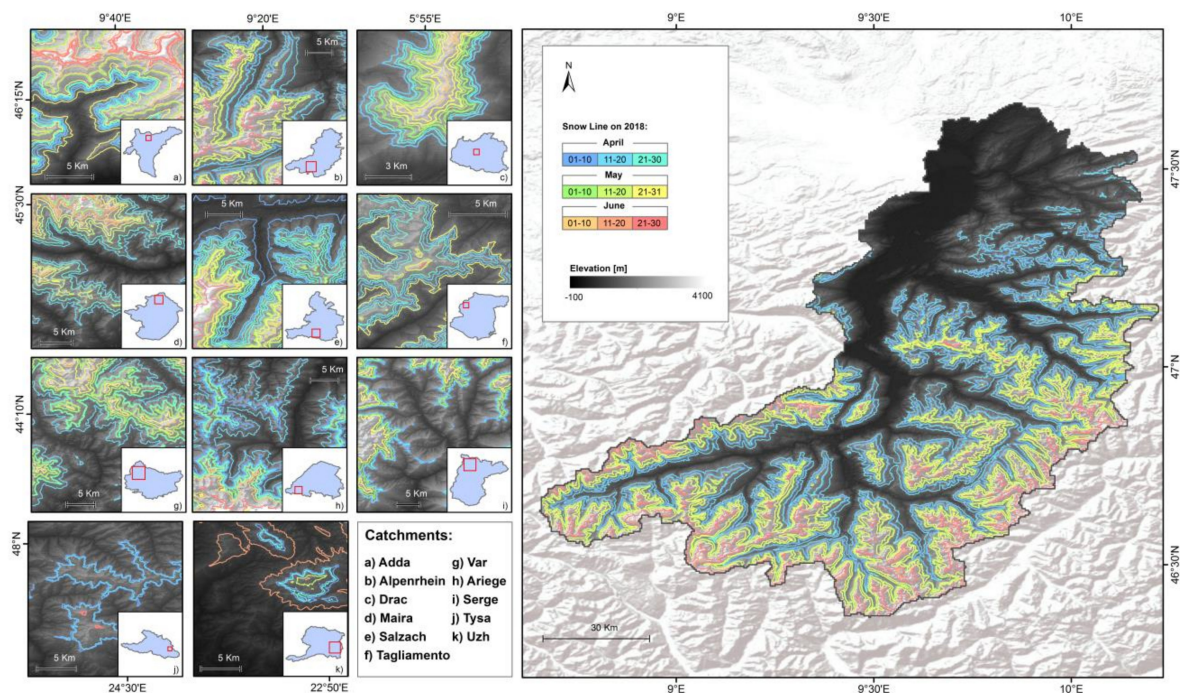 9°40'E
9°20'E
5°55'E
9°E
9°30'E
10°E
46°15'N
5 Km
a)
5 Km
b)
3 Km
c)
45°30'N
5 Km
d)
5 Km
e)
5 Km
f)
44°10'N
5 Km
g)
5 Km
h)
5 Km
i)
48°N
5 Km
j)
5 Km
k)
24°30'E
22°50'E
Catchments:
a) Adda
b) Alpenrhein
c) Drac
d) Maira
e) Salzach
f) Tagliamento
g) Var
h) Ariege
i) Serge
j) Tysa
k) Uzh
N
Snow Line on 2018:
April
01-10 11-20 21-30
May
01-10 11-20 21-31
June
01-10 11-20 21-30
Elevation [m]
-100 4100
30 Km
47°30'N
47°N
46°30'N
9°E
9°30'E
10°E